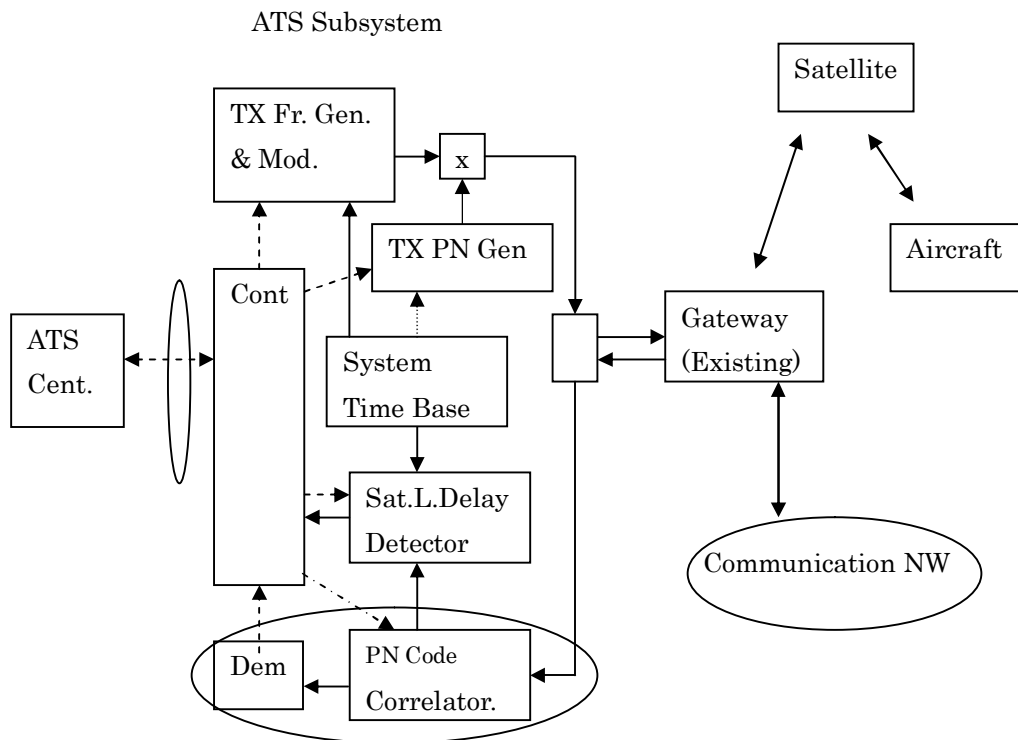 ATS Subsystem
Satellite
TX Fr. Gen.
& Mod.
x
TX PN Gen
Aircraft
Cont
Gateway
(Existing)
ATS
Cent.
System
Time Base
Sat.L.Delay
Detector
Communication NW
Dem
PN Code
Correlator.